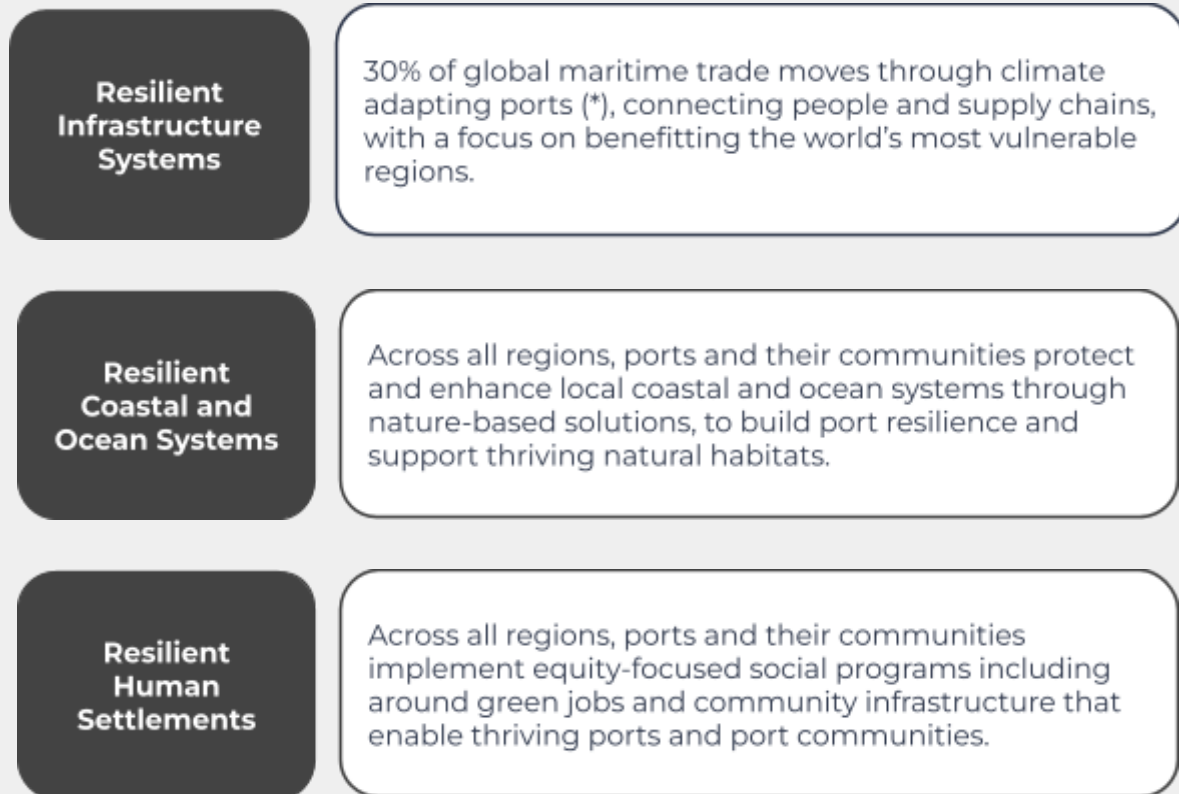 Resilient
Infrastructure
Systems
30% of global maritime trade moves through climate
adapting ports (*), connecting people and supply chains,
with a focus on benefitting the world's most vulnerable
regions.
Resilient
Coastal and
Ocean Systems
Across all regions, ports and their communities protect
and enhance local coastal and ocean systems through
nature-based solutions, to build port resilience and
support thriving natural habitats.
Resilient
Human
Settlements
Across all regions, ports and their communities
implement equity-focused social programs including
around green jobs and community infrastructure that
enable thriving ports and port communities.